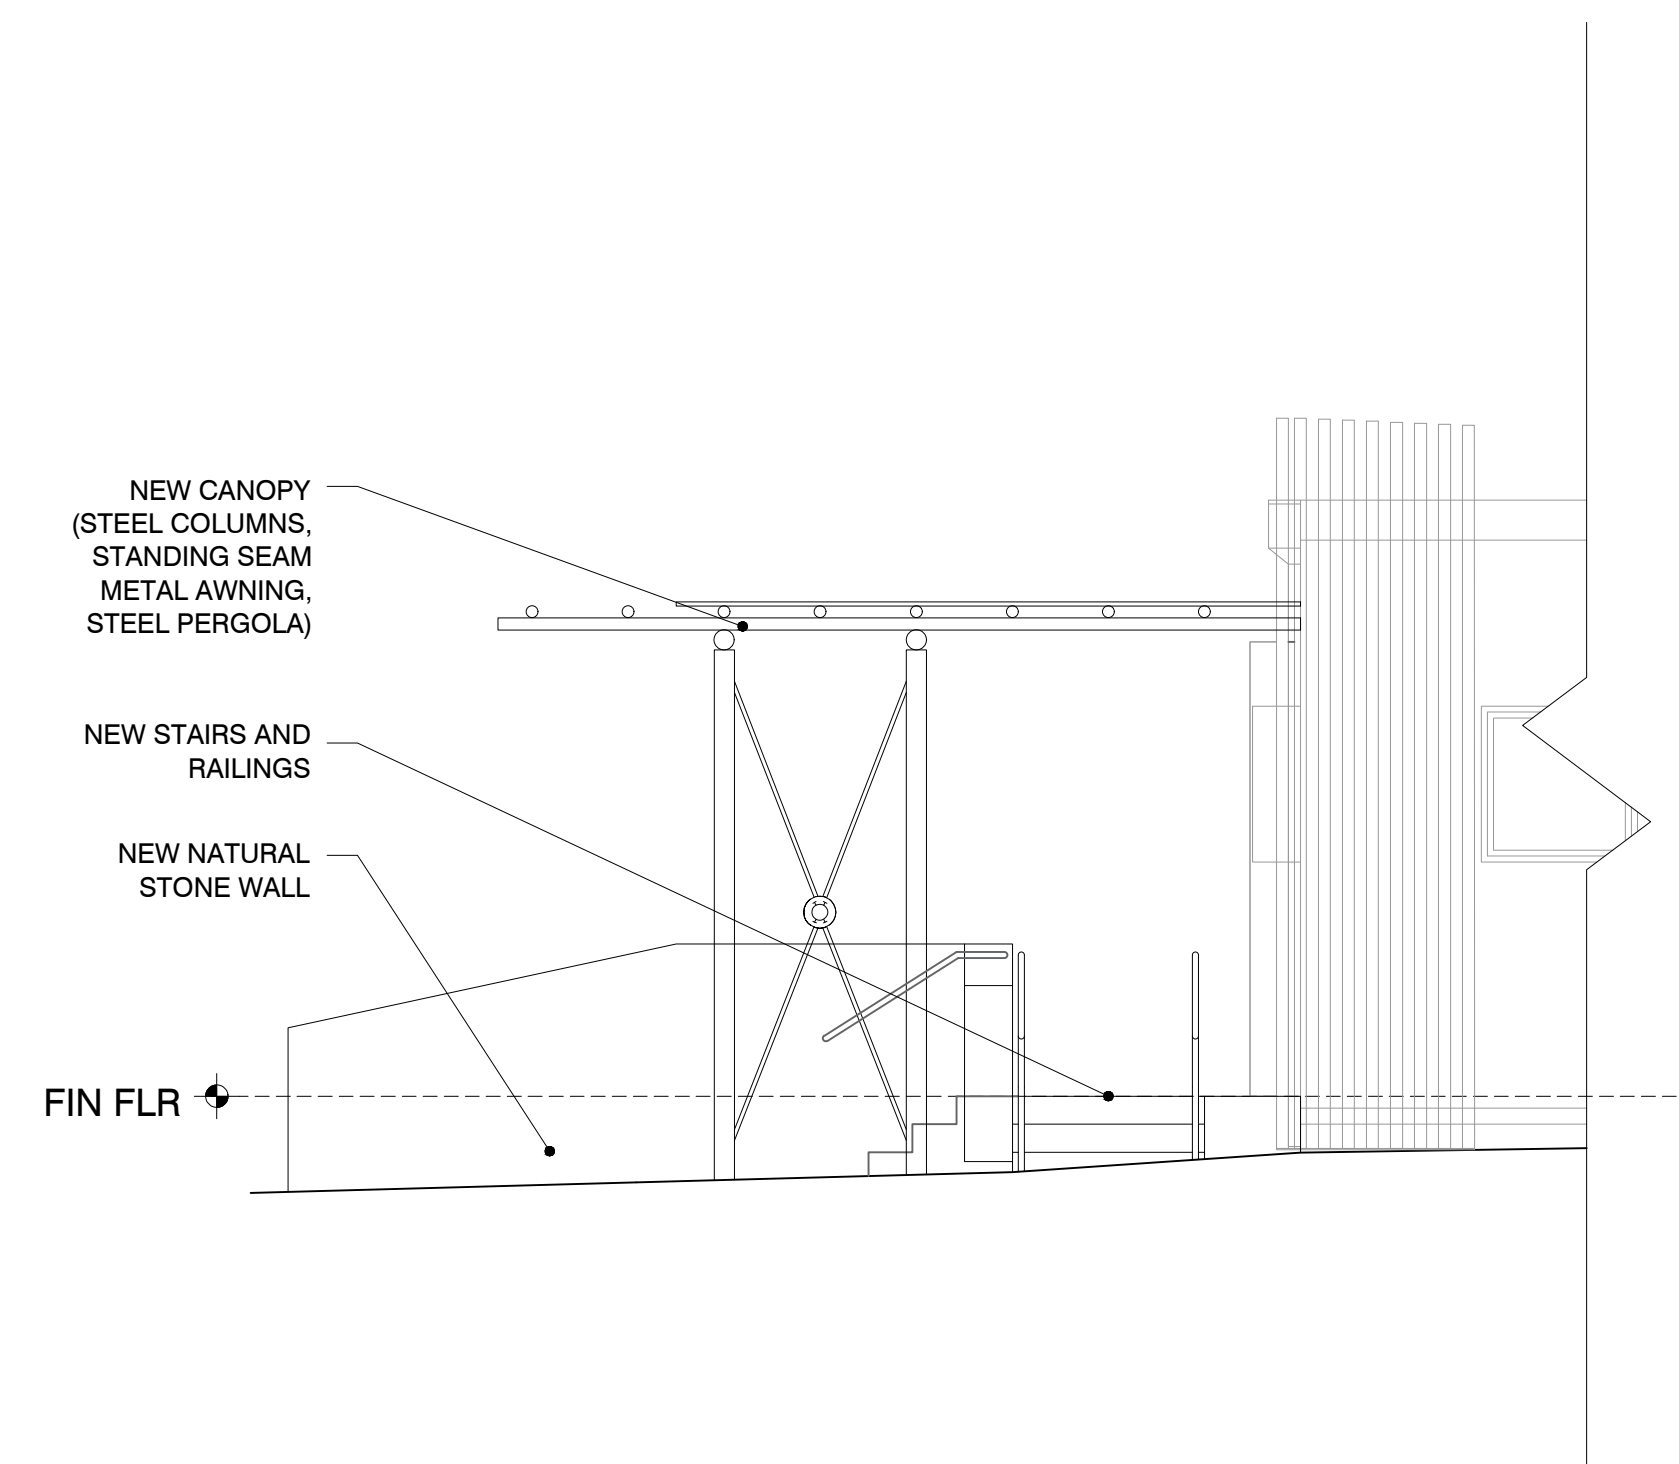 NEW CANOPY
(STEEL COLUMNS,
STANDING SEAM
METAL AWNING,
STEEL PERGOLA)
NEW STAIRS AND
RAILINGS
NEW NATURAL
STONE WALL
FIN FLR